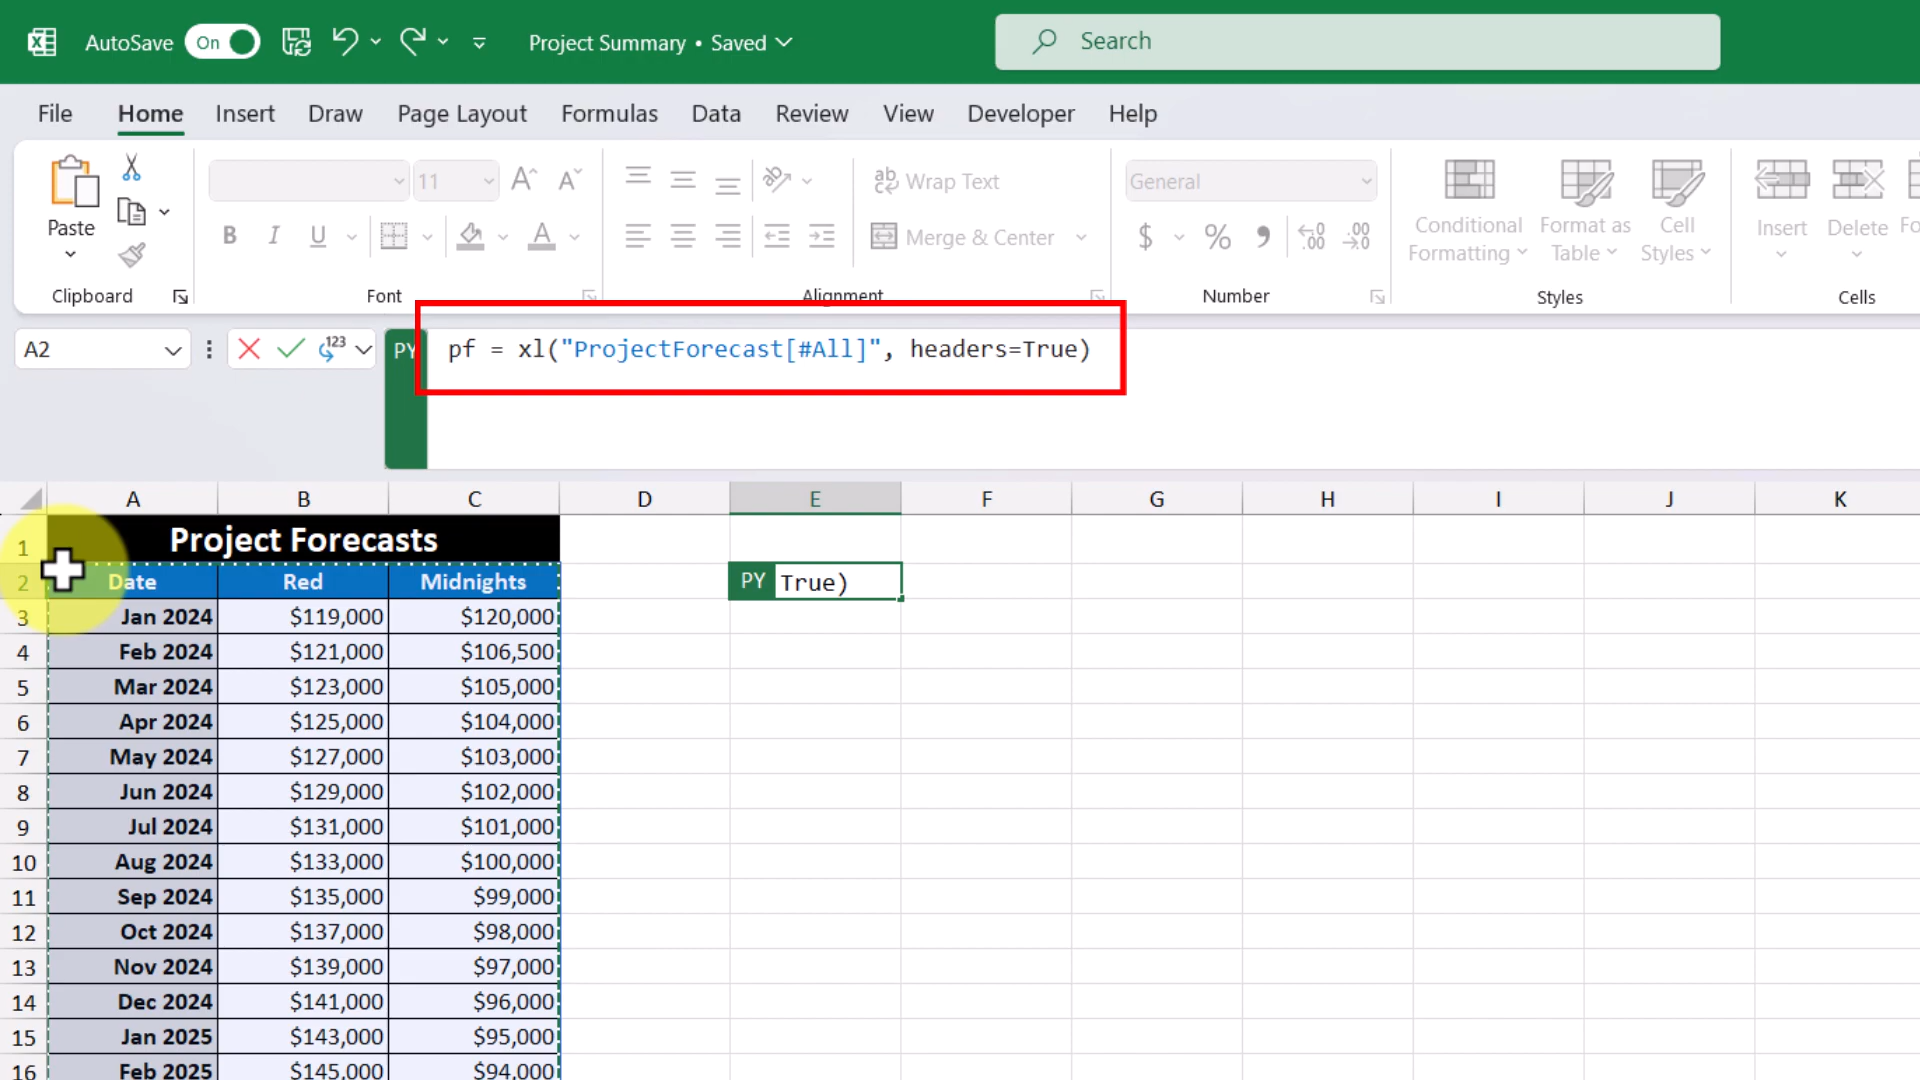 AutoSave On Project Summary • Saved Search
File Home Insert Draw Page Layout Formulas Data Review View Developer Help
11 Wrap Text General
Paste B I U Merge & Center $ % Conditional Formatting Format as Table Cell Styles Insert Delete
Clipboard Font Alignment Number Styles Cells
A2 PY pf = xl("ProjectForecast[#All]", headers=True)
A B C D E F G H I J K
1 Project Forecasts
2 Date Red Midnights PY True)
3 Jan 2024 $119,000 $120,000
4 Feb 2024 $121,000 $106,500
5 Mar 2024 $123,000 $105,000
6 Apr 2024 $125,000 $104,000
7 May 2024 $127,000 $103,000
8 Jun 2024 $129,000 $102,000
9 Jul 2024 $131,000 $101,000
10 Aug 2024 $133,000 $100,000
11 Sep 2024 $135,000 $99,000
12 Oct 2024 $137,000 $98,000
13 Nov 2024 $139,000 $97,000
14 Dec 2024 $141,000 $96,000
15 Jan 2025 $143,000 $95,000
16 Feb 2025 $145,000 $94,000